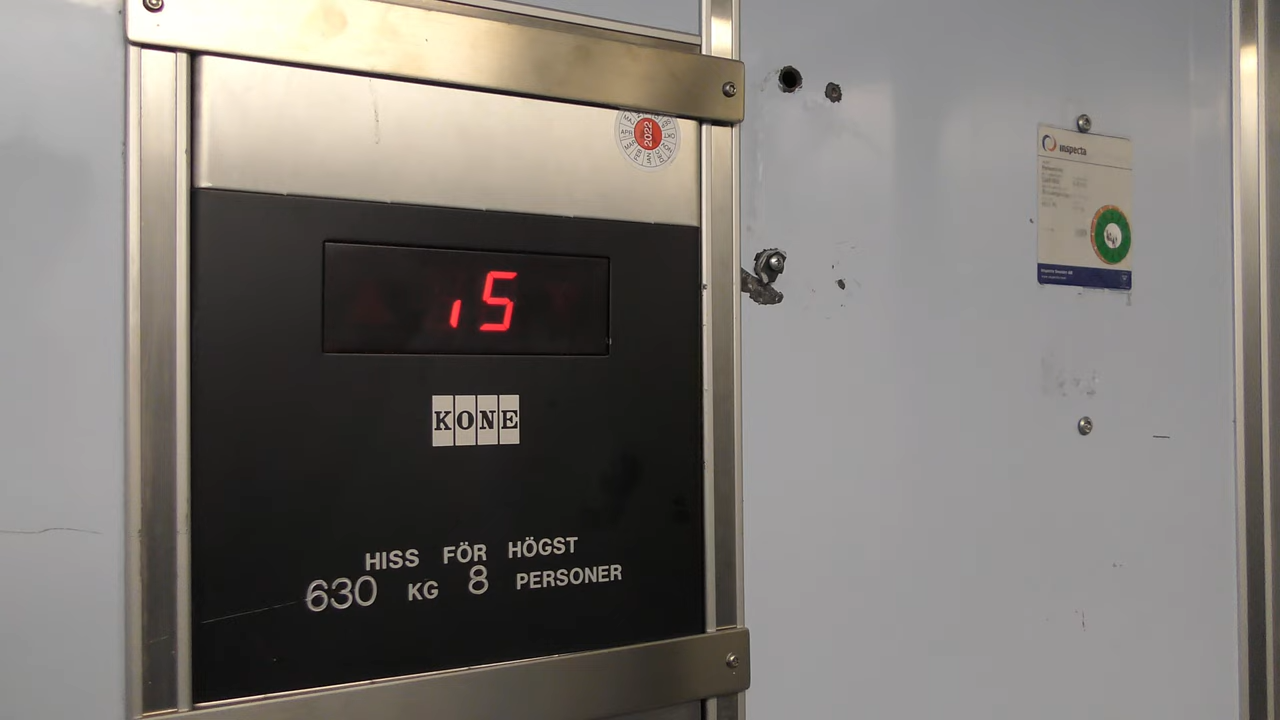 2022
inspecta
15
KONE
HISS FÖR HÖGST
630 KG 8 PERSONER